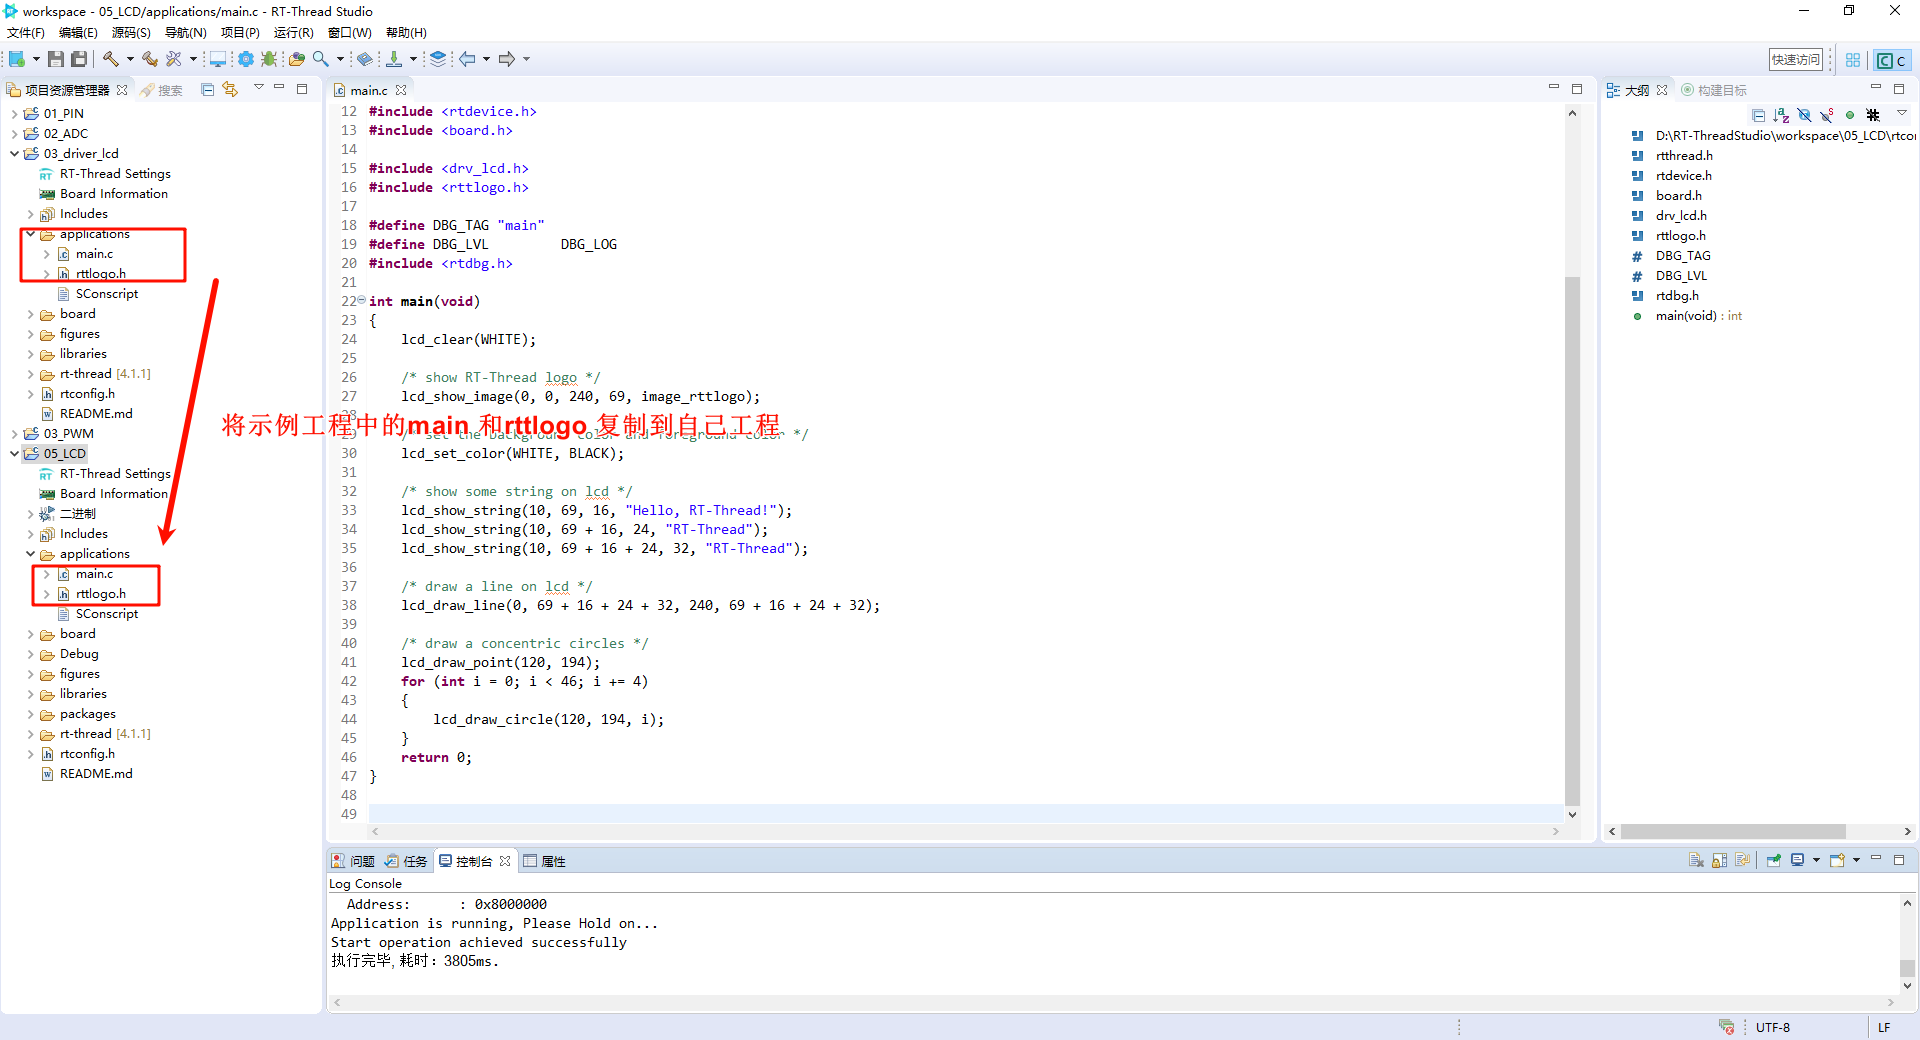 workspace - 05_LCD/applications/main.c - RT-Thread Studio
文件(F) 编辑(E) 源码(S) 导航(N) 项目(P) 运行(R) 窗口(W) 帮助(H)
快速访问 C
项目资源管理器 搜索
01_PIN
02_ADC
03_driver_lcd
RT-Thread Settings
Board Information
Includes
applications
main.c
rttlogo.h
SConscript
board
figures
libraries
rt-thread [4.1.1]
rtconfig.h
README.md
03_PWM
05_LCD
RT-Thread Settings
Board Information
二进制
Includes
applications
main.c
rttlogo.h
SConscript
board
Debug
figures
libraries
packages
rt-thread [4.1.1]
rtconfig.h
README.md
main.c
12 #include <rtdevice.h>
13 #include <board.h>
14
15 #include <drv_lcd.h>
16 #include <rttlogo.h>
17
18 #define DBG_TAG "main"
19 #define DBG_LVL         DBG_LOG
20 #include <rtdbg.h>
21
22 int main(void)
23 {
24     lcd_clear(WHITE);
25
26     /* show RT-Thread logo */
27     lcd_show_image(0, 0, 240, 69, image_rttlogo);
28
将示例工程中的main 和rttlogo 复制到自己工程
29     /* set the background color and foreground color */
30     lcd_set_color(WHITE, BLACK);
31
32     /* show some string on lcd */
33     lcd_show_string(10, 69, 16, "Hello, RT-Thread!");
34     lcd_show_string(10, 69 + 16, 24, "RT-Thread");
35     lcd_show_string(10, 69 + 16 + 24, 32, "RT-Thread");
36
37     /* draw a line on lcd */
38     lcd_draw_line(0, 69 + 16 + 24 + 32, 240, 69 + 16 + 24 + 32);
39
40     /* draw a concentric circles */
41     lcd_draw_point(120, 194);
42     for (int i = 0; i < 46; i += 4)
43     {
44         lcd_draw_circle(120, 194, i);
45     }
46     return 0;
47 }
48
49
大纲 构建目标
D:\RT-ThreadStudio\workspace\05_LCD\rtcor
rtthread.h
rtdevice.h
board.h
drv_lcd.h
rttlogo.h
DBG_TAG
DBG_LVL
rtdbg.h
main(void) : int
问题 任务 控制台 属性
Log Console
Address:      : 0x8000000
Application is running, Please Hold on...
Start operation achieved successfully
执行完毕, 耗时：3805ms.
UTF-8 LF